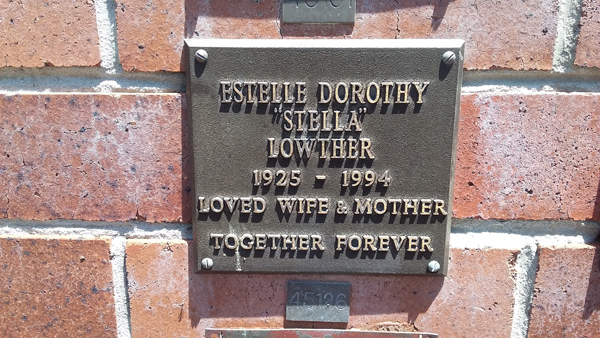 ESTELLE DOROTHY
"STELLA"
LOWTHER
1925 - 1994
LOVED WIFE & MOTHER
TOGETHER FOREVER
45126